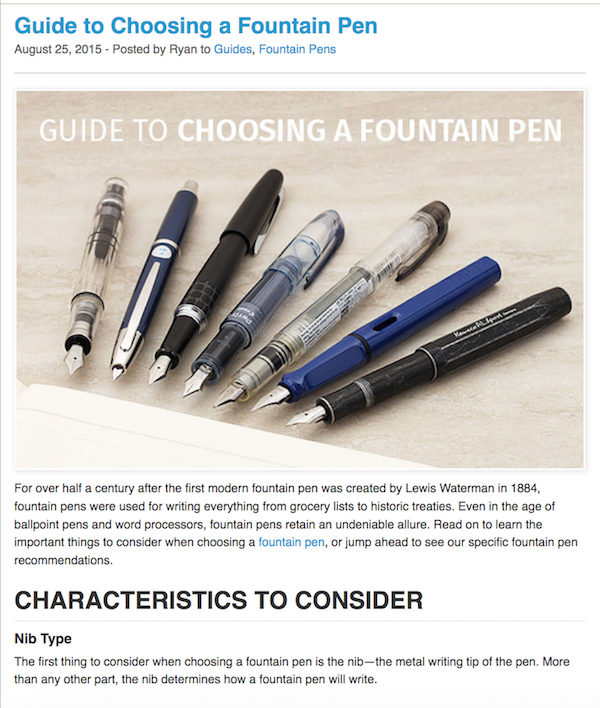 Guide to Choosing a Fountain Pen
August 25, 2015 - Posted by Ryan to Guides, Fountain Pens
GUIDE TO CHOOSING A FOUNTAIN PEN
Kaweco AL Sport
For over half a century after the first modern fountain pen was created by Lewis Waterman in 1884,
fountain pens were used for writing everything from grocery lists to historic treaties. Even in the age of
ballpoint pens and word processors, fountain pens retain an undeniable allure. Read on to learn the
important things to consider when choosing a fountain pen, or jump ahead to see our specific fountain pen
recommendations.
CHARACTERISTICS TO CONSIDER
Nib Type
The first thing to consider when choosing a fountain pen is the nib—the metal writing tip of the pen. More
than any other part, the nib determines how a fountain pen will write.